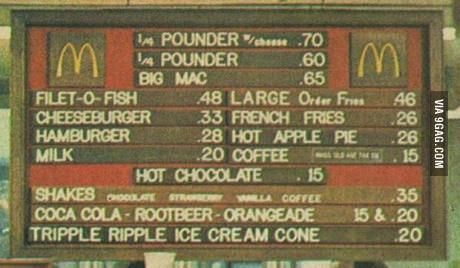 1/4 POUNDER w/cheese .70
1/4 POUNDER .60
BIG MAC .65
FILET-O-FISH .48 LARGE Order Fries .46
CHEESEBURGER .33 FRENCH FRIES .26
HAMBURGER .28 HOT APPLE PIE .26
MILK .20 COFFEE .15
HOT CHOCOLATE .15
SHAKES CHOCOLATE STRAWBERRY VANILLA COFFEE .35
COCA COLA - ROOTBEER - ORANGEADE 15 & .20
TRIPPLE RIPPLE ICE CREAM CONE .20
VIA 9GAG.COM